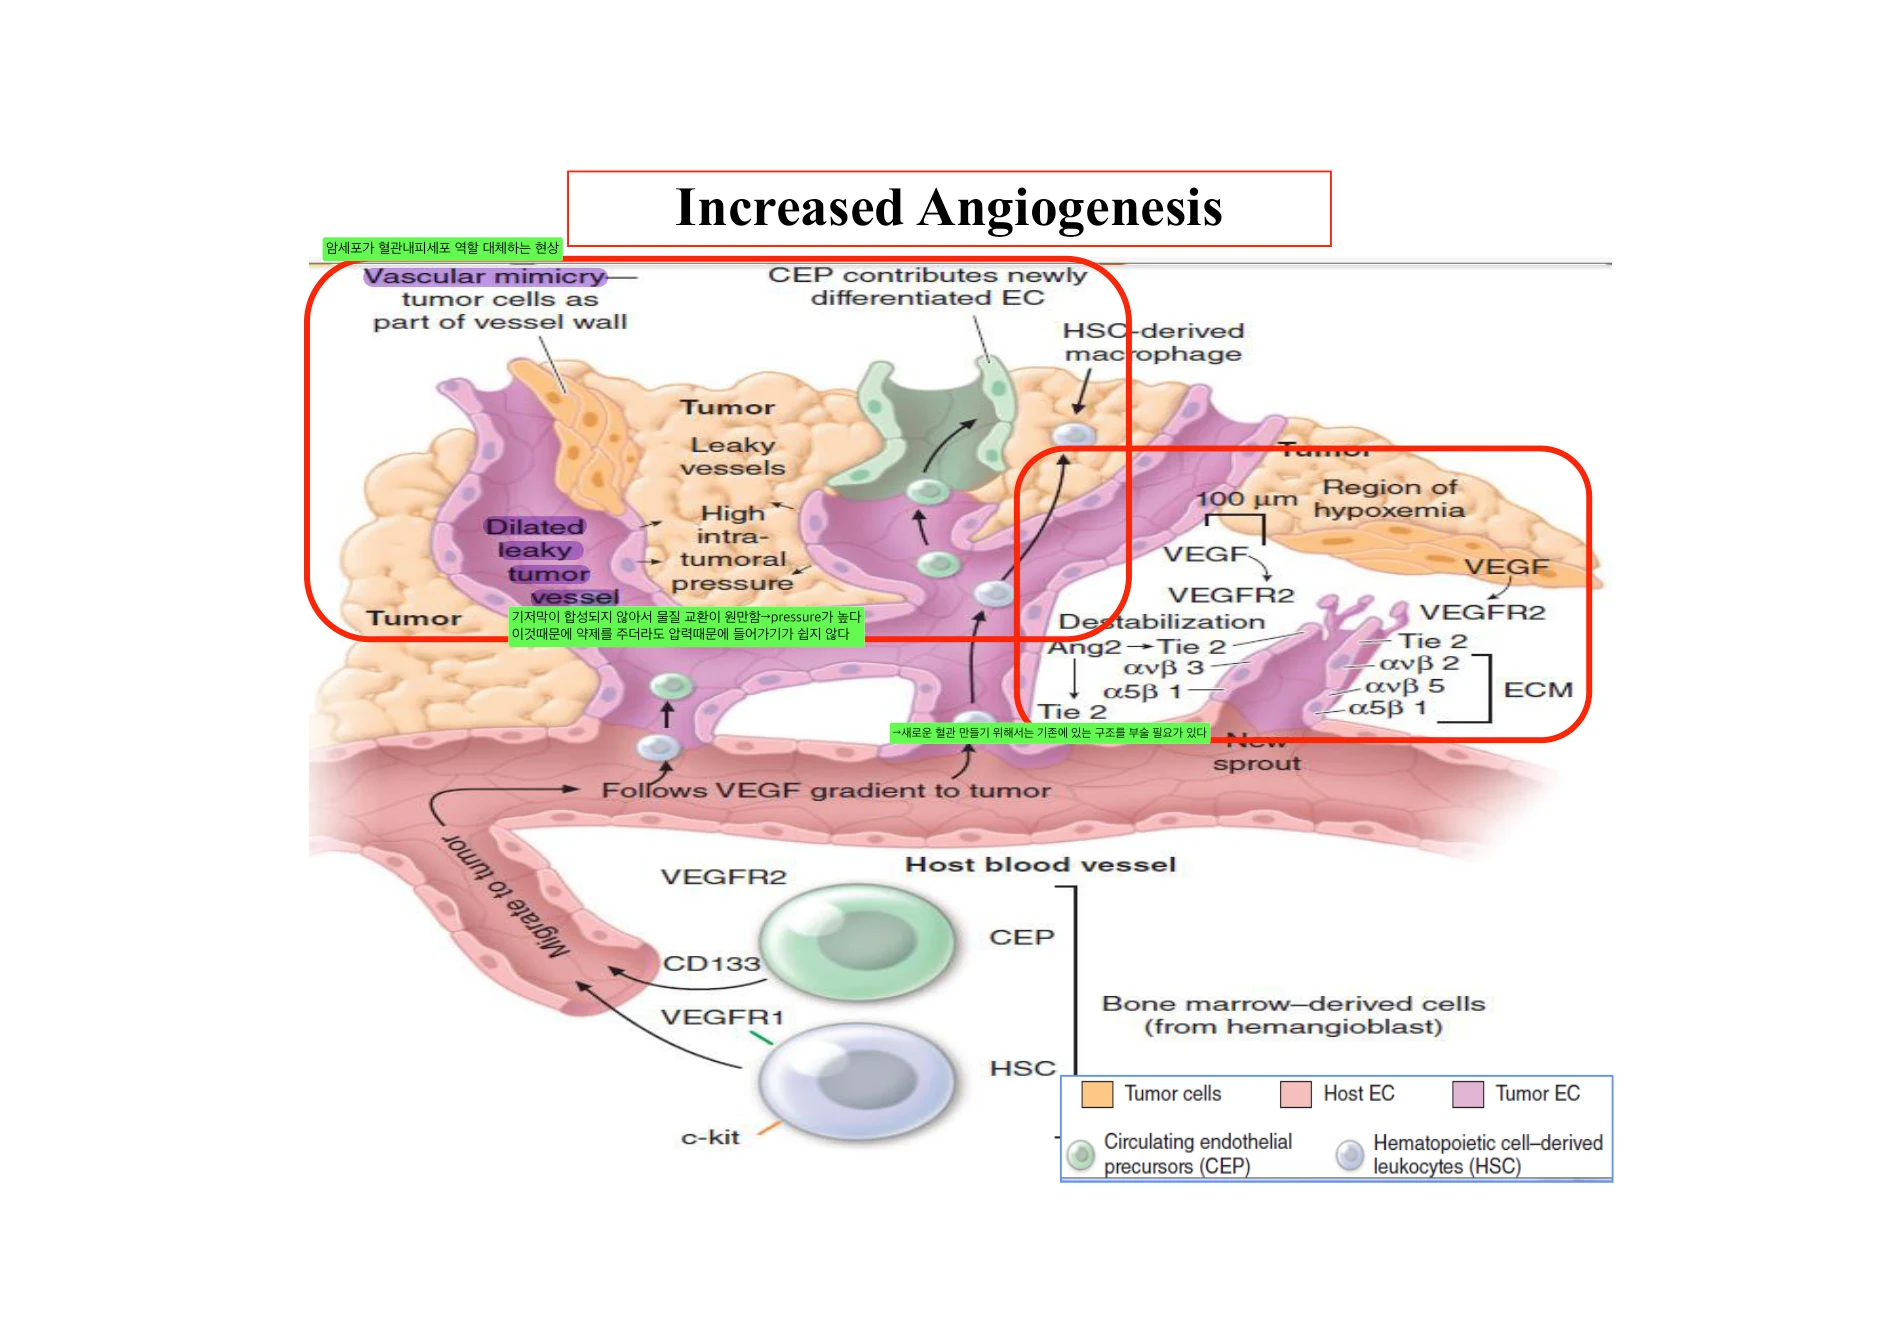 Increased Angiogenesis
암세포가 혈관내피세포 역할 대체하는 현상
Vascular mimicry—
tumor cells as
part of vessel wall
CEP contributes newly
differentiated EC
HSC-derived
macrophage
Tumor
Leaky
vessels
High
intra-
tumoral
pressure
Dilated
leaky
tumor
vessel
기저막이 합성되지 않아서 물질 교환이 원만함→pressure가 높다
이것때문에 약제를 주더라도 압력때문에 들어가기가 쉽지 않다
Tumor
Tumor
Region of
hypoxemia
100 μm
VEGF
VEGFR2
VEGF
VEGFR2
Destabilization
Ang2→Tie 2
ανβ 3
α5β 1
Tie 2
Tie 2
ανβ 2
ανβ 5
α5β 1
ECM
→새로운 혈관 만들기 위해서는 기존에 있는 구조를 부술 필요가 있다
New
sprout
Follows VEGF gradient to tumor
Migrate to tumor
Host blood vessel
VEGFR2
CEP
CD133
VEGFR1
HSC
c-kit
Bone marrow–derived cells
(from hemangioblast)
Tumor cells
Host EC
Tumor EC
Circulating endothelial
precursors (CEP)
Hematopoietic cell–derived
leukocytes (HSC)